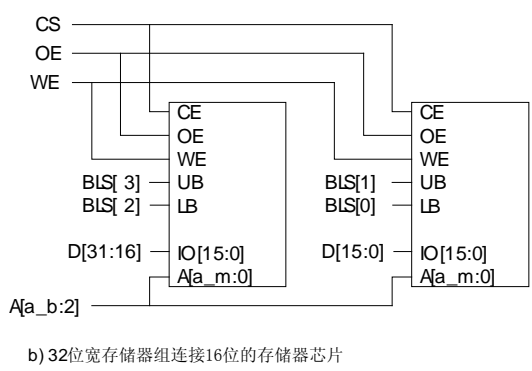 CS
OE
WE
CE
OE
WE
BLS[ 3]
UB
BLS[ 2]
LB
D[31:16]
IO[15:0]
A[a_m:0]
CE
OE
WE
BLS[1]
UB
BLS[0]
LB
D[15:0]
IO[15:0]
A[a_m:0]
A[a_b:2]
b) 32位宽存储器组连接16位的存储器芯片